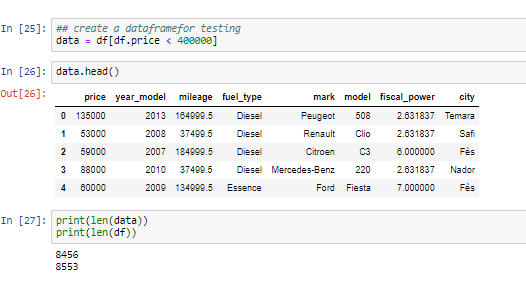 In [25]: ## create a dataframefor testing
data = df[df.price < 400000]
In [26]: data.head()
Out[26]:
price year_model mileage fuel_type mark model fiscal_power city
0 135000 2013 164999.5 Diesel Peugeot 508 2.631837 Temara
1 53000 2008 37499.5 Diesel Renault Clio 2.631837 Safi
2 59000 2007 184999.5 Diesel Citroen C3 6.000000 Fès
3 88000 2010 37499.5 Diesel Mercedes-Benz 220 2.631837 Nador
4 60000 2009 134999.5 Essence Ford Fiesta 7.000000 Fès
In [27]: print(len(data))
print(len(df))
8456
8553